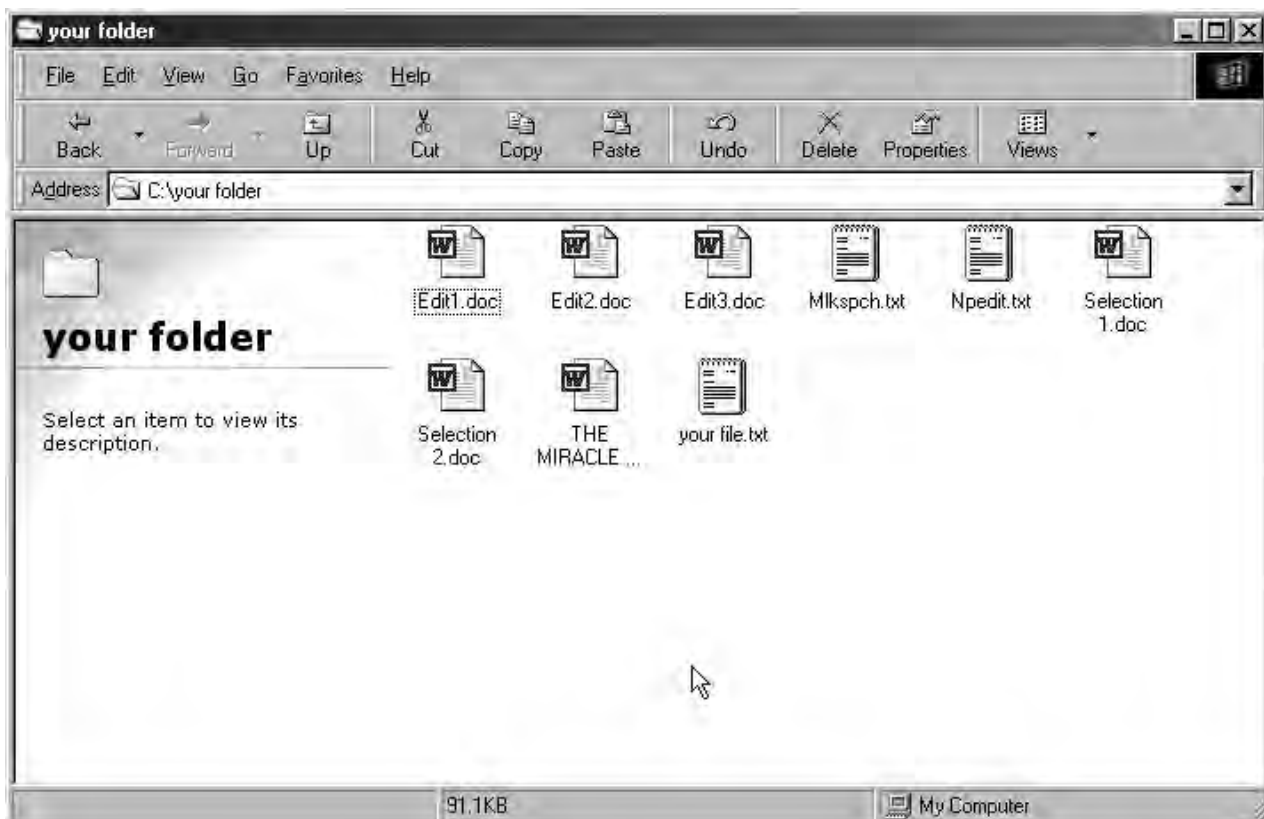 your folder
File Edit View Go Favorites Help
Back Forward Up Cut Copy Paste Undo Delete Properties Views
Address C:\your folder
your folder
Select an item to view its
description.
Edit1.doc Edit2.doc Edit3.doc Mlkspch.txt Npedit.txt Selection
1.doc
Selection THE your file.txt
2.doc MIRACLE ...
91.1KB My Computer